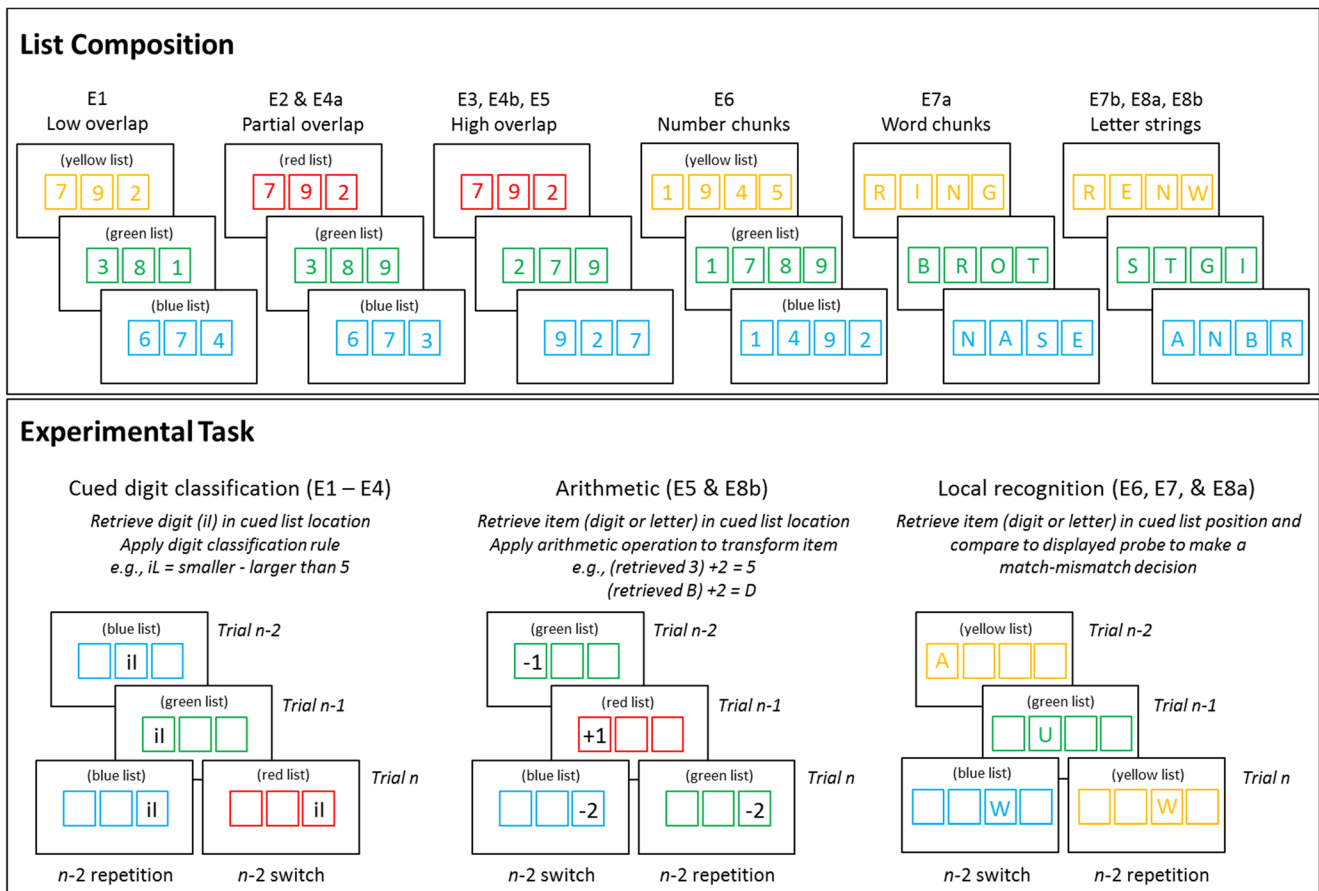 List Composition
E1
Low overlap
(yellow list)
7 9 2
(green list)
3 8 1
(blue list)
6 7 4
E2 & E4a
Partial overlap
(red list)
7 9 2
(green list)
3 8 9
(blue list)
6 7 3
E3, E4b, E5
High overlap
7 9 2
2 7 9
9 2 7
E6
Number chunks
(yellow list)
1 9 4 5
(green list)
1 7 8 9
(blue list)
1 4 9 2
E7a
Word chunks
R I N G
B R O T
N A S E
E7b, E8a, E8b
Letter strings
R E N W
S T G I
A N B R
Experimental Task
Cued digit classification (E1 – E4)
Retrieve digit (il) in cued list location
Apply digit classification rule
e.g., iL = smaller - larger than 5
(blue list)
il
Trial n-2
(green list)
il
Trial n-1
(blue list)
il
(red list)
il
Trial n
n-2 repetition
n-2 switch
Arithmetic (E5 & E8b)
Retrieve item (digit or letter) in cued list location
Apply arithmetic operation to transform item
e.g., (retrieved 3) +2 = 5
(retrieved B) +2 = D
(green list)
-1
Trial n-2
(red list)
+1
Trial n-1
(blue list)
-2
(green list)
-2
Trial n
n-2 switch
n-2 repetition
Local recognition (E6, E7, & E8a)
Retrieve item (digit or letter) in cued list position and
compare to displayed probe to make a
match-mismatch decision
(yellow list)
A
Trial n-2
(green list)
U
Trial n-1
(blue list)
W
(yellow list)
W
Trial n
n-2 switch
n-2 repetition